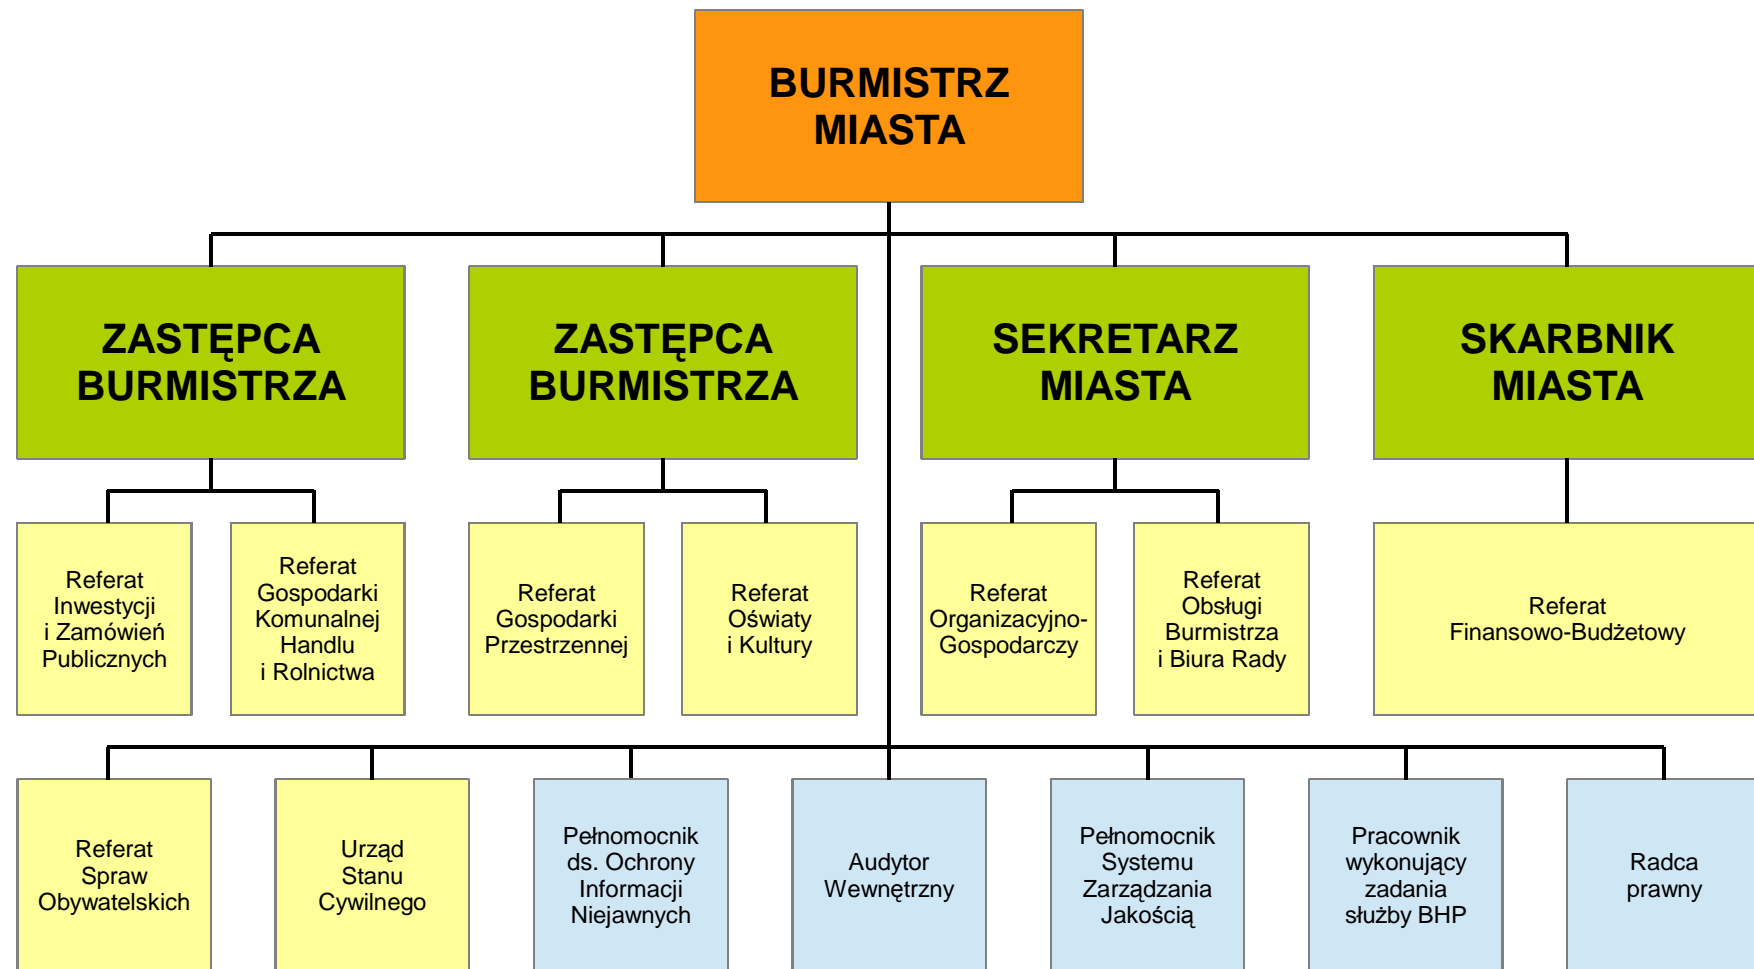 BURMISTRZ
MIASTA
ZASTĘPCA
BURMISTRZA
ZASTĘPCA
BURMISTRZA
SEKRETARZ
MIASTA
SKARBNIK
MIASTA
Referat
Inwestycji
i Zamówień
Publicznych
Referat
Gospodarki
Komunalnej
Handlu
i Rolnictwa
Referat
Gospodarki
Przestrzennej
Referat
Oświaty
i Kultury
Referat
Organizacyjno-
Gospodarczy
Referat
Obsługi
Burmistrza
i Biura Rady
Referat
Finansowo-Budżetowy
Referat
Spraw
Obywatelskich
Urząd
Stanu
Cywilnego
Pełnomocnik
ds. Ochrony
Informacji
Niejawnych
Audytor
Wewnętrzny
Pełnomocnik
Systemu
Zarządzania
Jakością
Pracownik
wykonujący
zadania
służby BHP
Radca
prawny